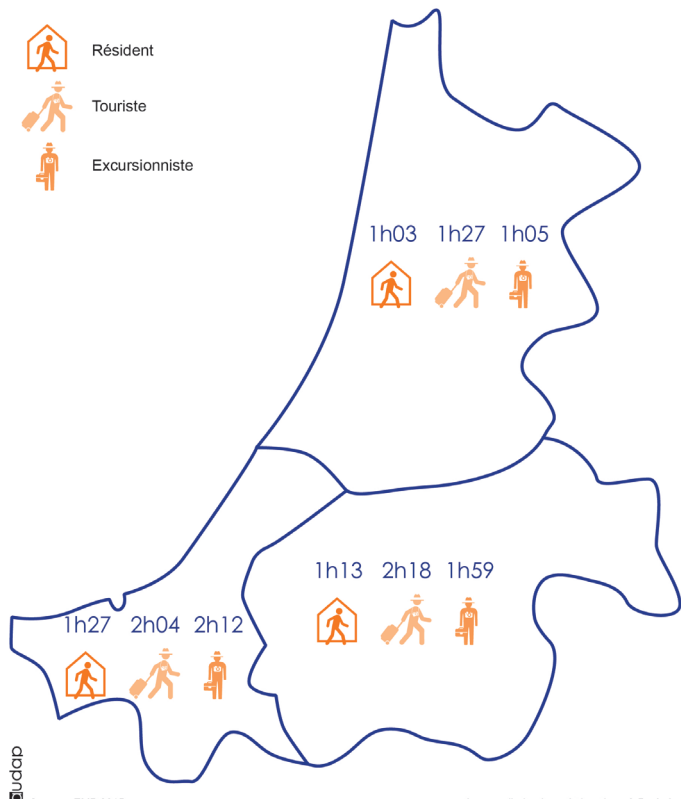 Résident
Touriste
Excursionniste
1h03 1h27 1h05
1h13 2h18 1h59
1h27 2h04 2h12
udap